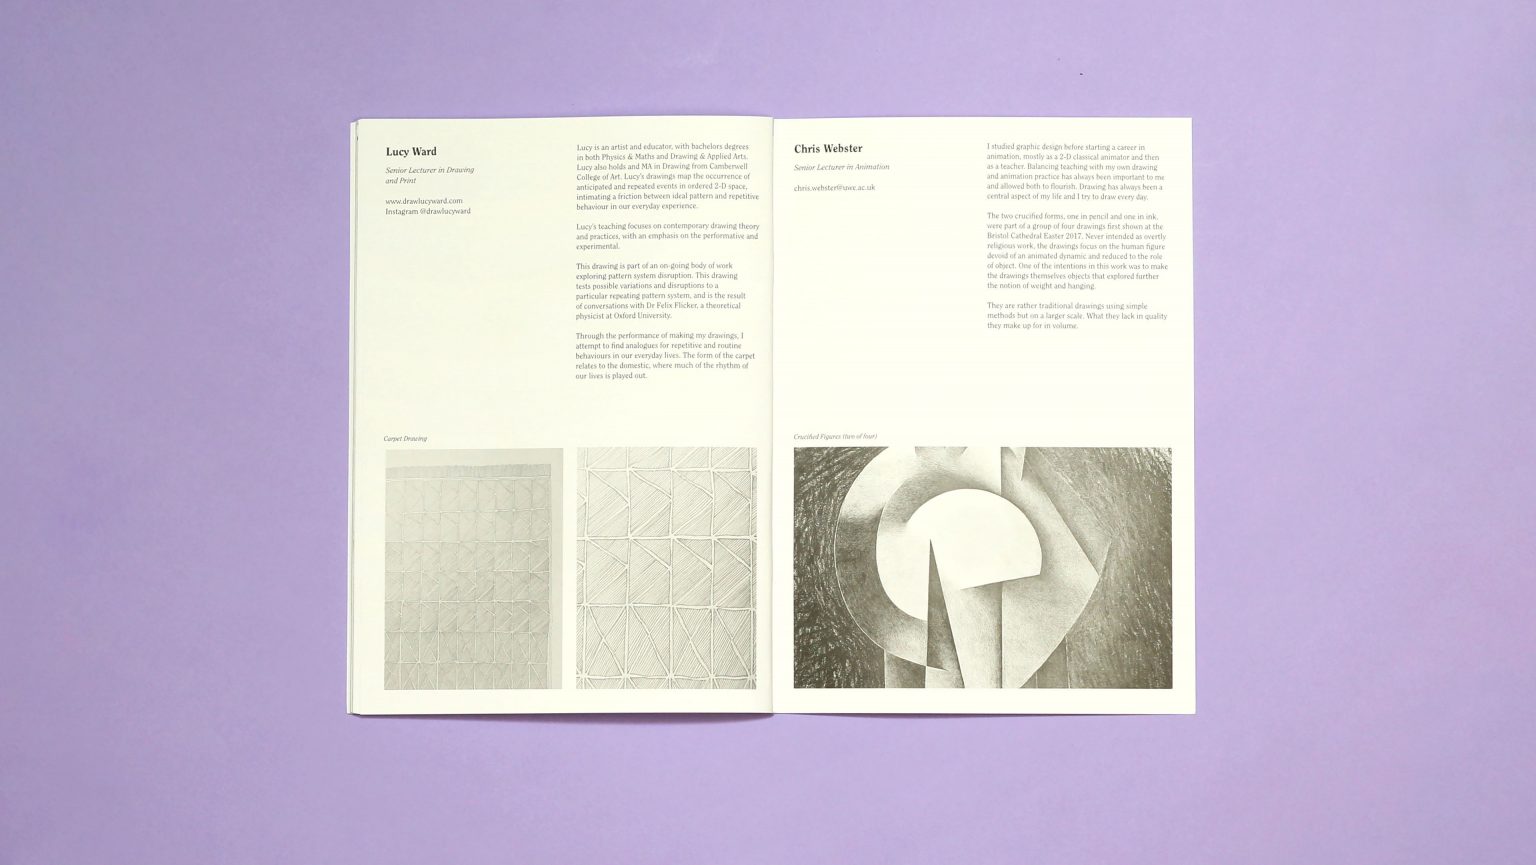 Lucy Ward
Senior Lecturer in Drawing
and Print
www.drawlucyward.com
Instagram @drawlucyward
Lucy is an artist and educator, with bachelors degrees
in both Physics & Maths and Drawing & Applied Arts.
Lucy also holds and MA in Drawing from Camberwell
College of Art. Lucy's drawings map the occurrence of
anticipated and repeated events in ordered 2-D space,
intimating a friction between ideal pattern and repetitive
behaviour in our everyday experience.
Lucy's teaching focuses on contemporary drawing theory
and practices, with an emphasis on the performative and
experimental.
This drawing is part of an on-going body of work
exploring pattern system disruption. This drawing
tests possible variations and disruptions to a
particular repeating pattern system, and is the result
of conversations with Dr Felix Flicker, a theoretical
physicist at Oxford University.
Through the performance of making my drawings, I
attempt to find analogues for repetitive and routine
behaviours in our everyday lives. The form of the carpet
relates to the domestic, where much of the rhythm of
our lives is played out.
Carpet Drawing
Chris Webster
Senior Lecturer in Animation
chris.webster@uwe.ac.uk
I studied graphic design before starting a career in
animation, mostly as a 2-D classical animator and then
as a teacher. Balancing teaching with my own drawing
and animation practice has always been important to me
and allowed both to flourish. Drawing has always been a
central aspect of my life and I try to draw every day.
The two crucified forms, one in pencil and one in ink,
were part of a group of four drawings first shown at the
Bristol Cathedral Easter 2017. Never intended as overtly
religious work, the drawings focus on the human figure
devoid of an animated dynamic and reduced to the role
of object. One of the intentions in this work was to make
the drawings themselves objects that explored further
the notion of weight and hanging.
They are rather traditional drawings using simple
methods but on a larger scale. What they lack in quality
they make up for in volume.
Crucified Figures (two of four)